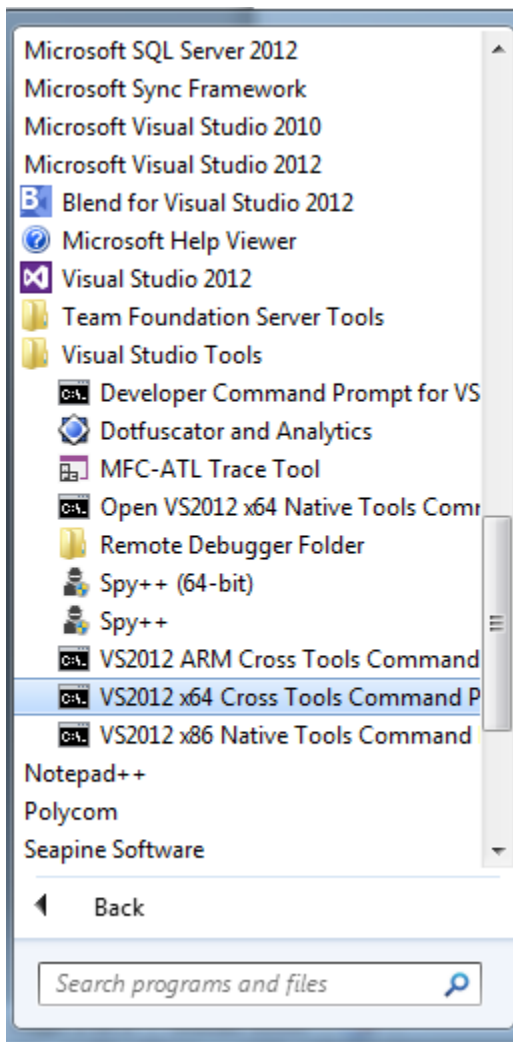 Microsoft SQL Server 2012
Microsoft Sync Framework
Microsoft Visual Studio 2010
Microsoft Visual Studio 2012
Blend for Visual Studio 2012
Microsoft Help Viewer
Visual Studio 2012
Team Foundation Server Tools
Visual Studio Tools
Developer Command Prompt for VS
Dotfuscator and Analytics
MFC-ATL Trace Tool
Open VS2012 x64 Native Tools Com
Remote Debugger Folder
Spy++ (64-bit)
Spy++
VS2012 ARM Cross Tools Command
VS2012 x64 Cross Tools Command P
VS2012 x86 Native Tools Command
Notepad++
Polycom
Seapine Software
Back
Search programs and files